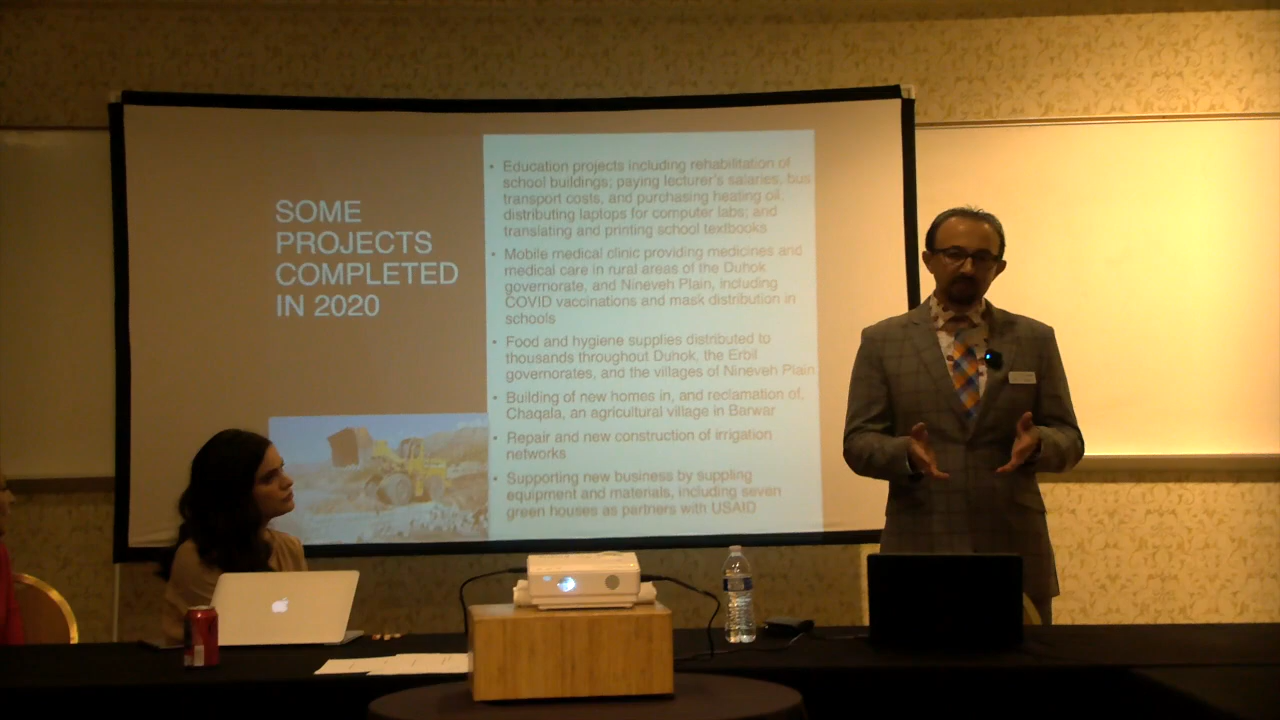 SOME
PROJECTS
COMPLETED
IN 2020
• Education projects including rehabilitation of
school buildings; paying lecturer's salaries, bus
transport costs, and purchasing heating oil,
distributing laptops for computer labs; and
translating and printing school textbooks
• Mobile medical clinic providing medicines and
medical care in rural areas of the Duhok
governorate, and Nineveh Plain, including
COVID vaccinations and mask distribution in
schools
• Food and hygiene supplies distributed to
thousands throughout Duhok, the Erbil
governorates, and the villages of Nineveh Plain
• Building of new homes in, and reclamation of,
Chaqala, an agricultural village in Barwar
• Repair and new construction of irrigation
networks
• Supporting new business by suppling
equipment and materials, including seven
green houses as partners with USAID